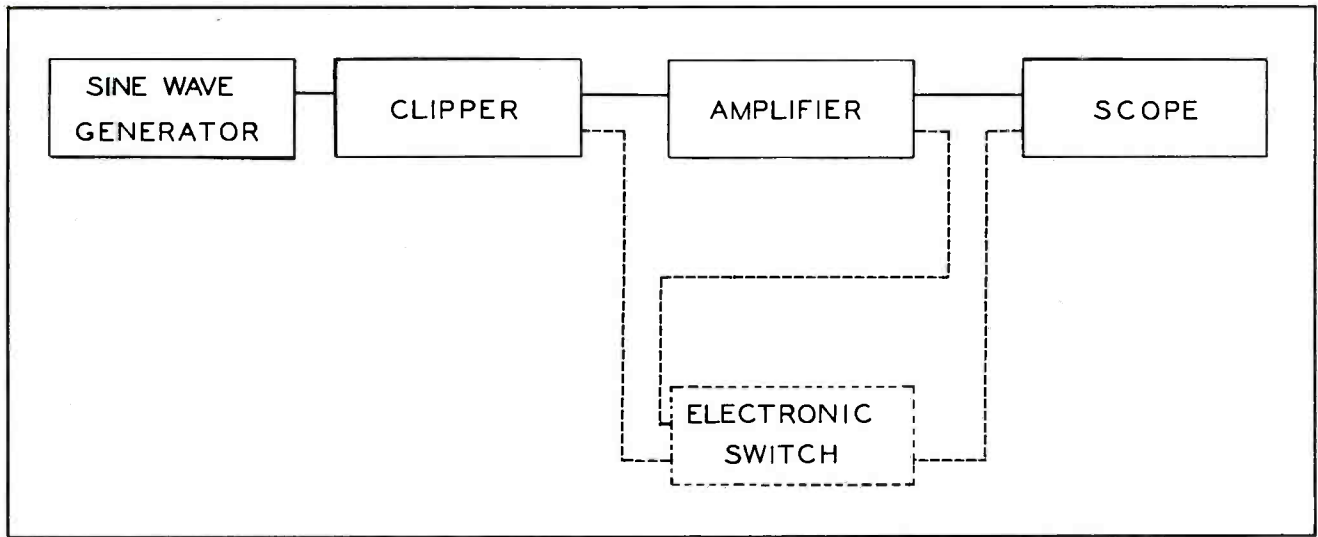 SINE WAVE
GENERATOR
CLIPPER
AMPLIFIER
SCOPE
ELECTRONIC
SWITCH